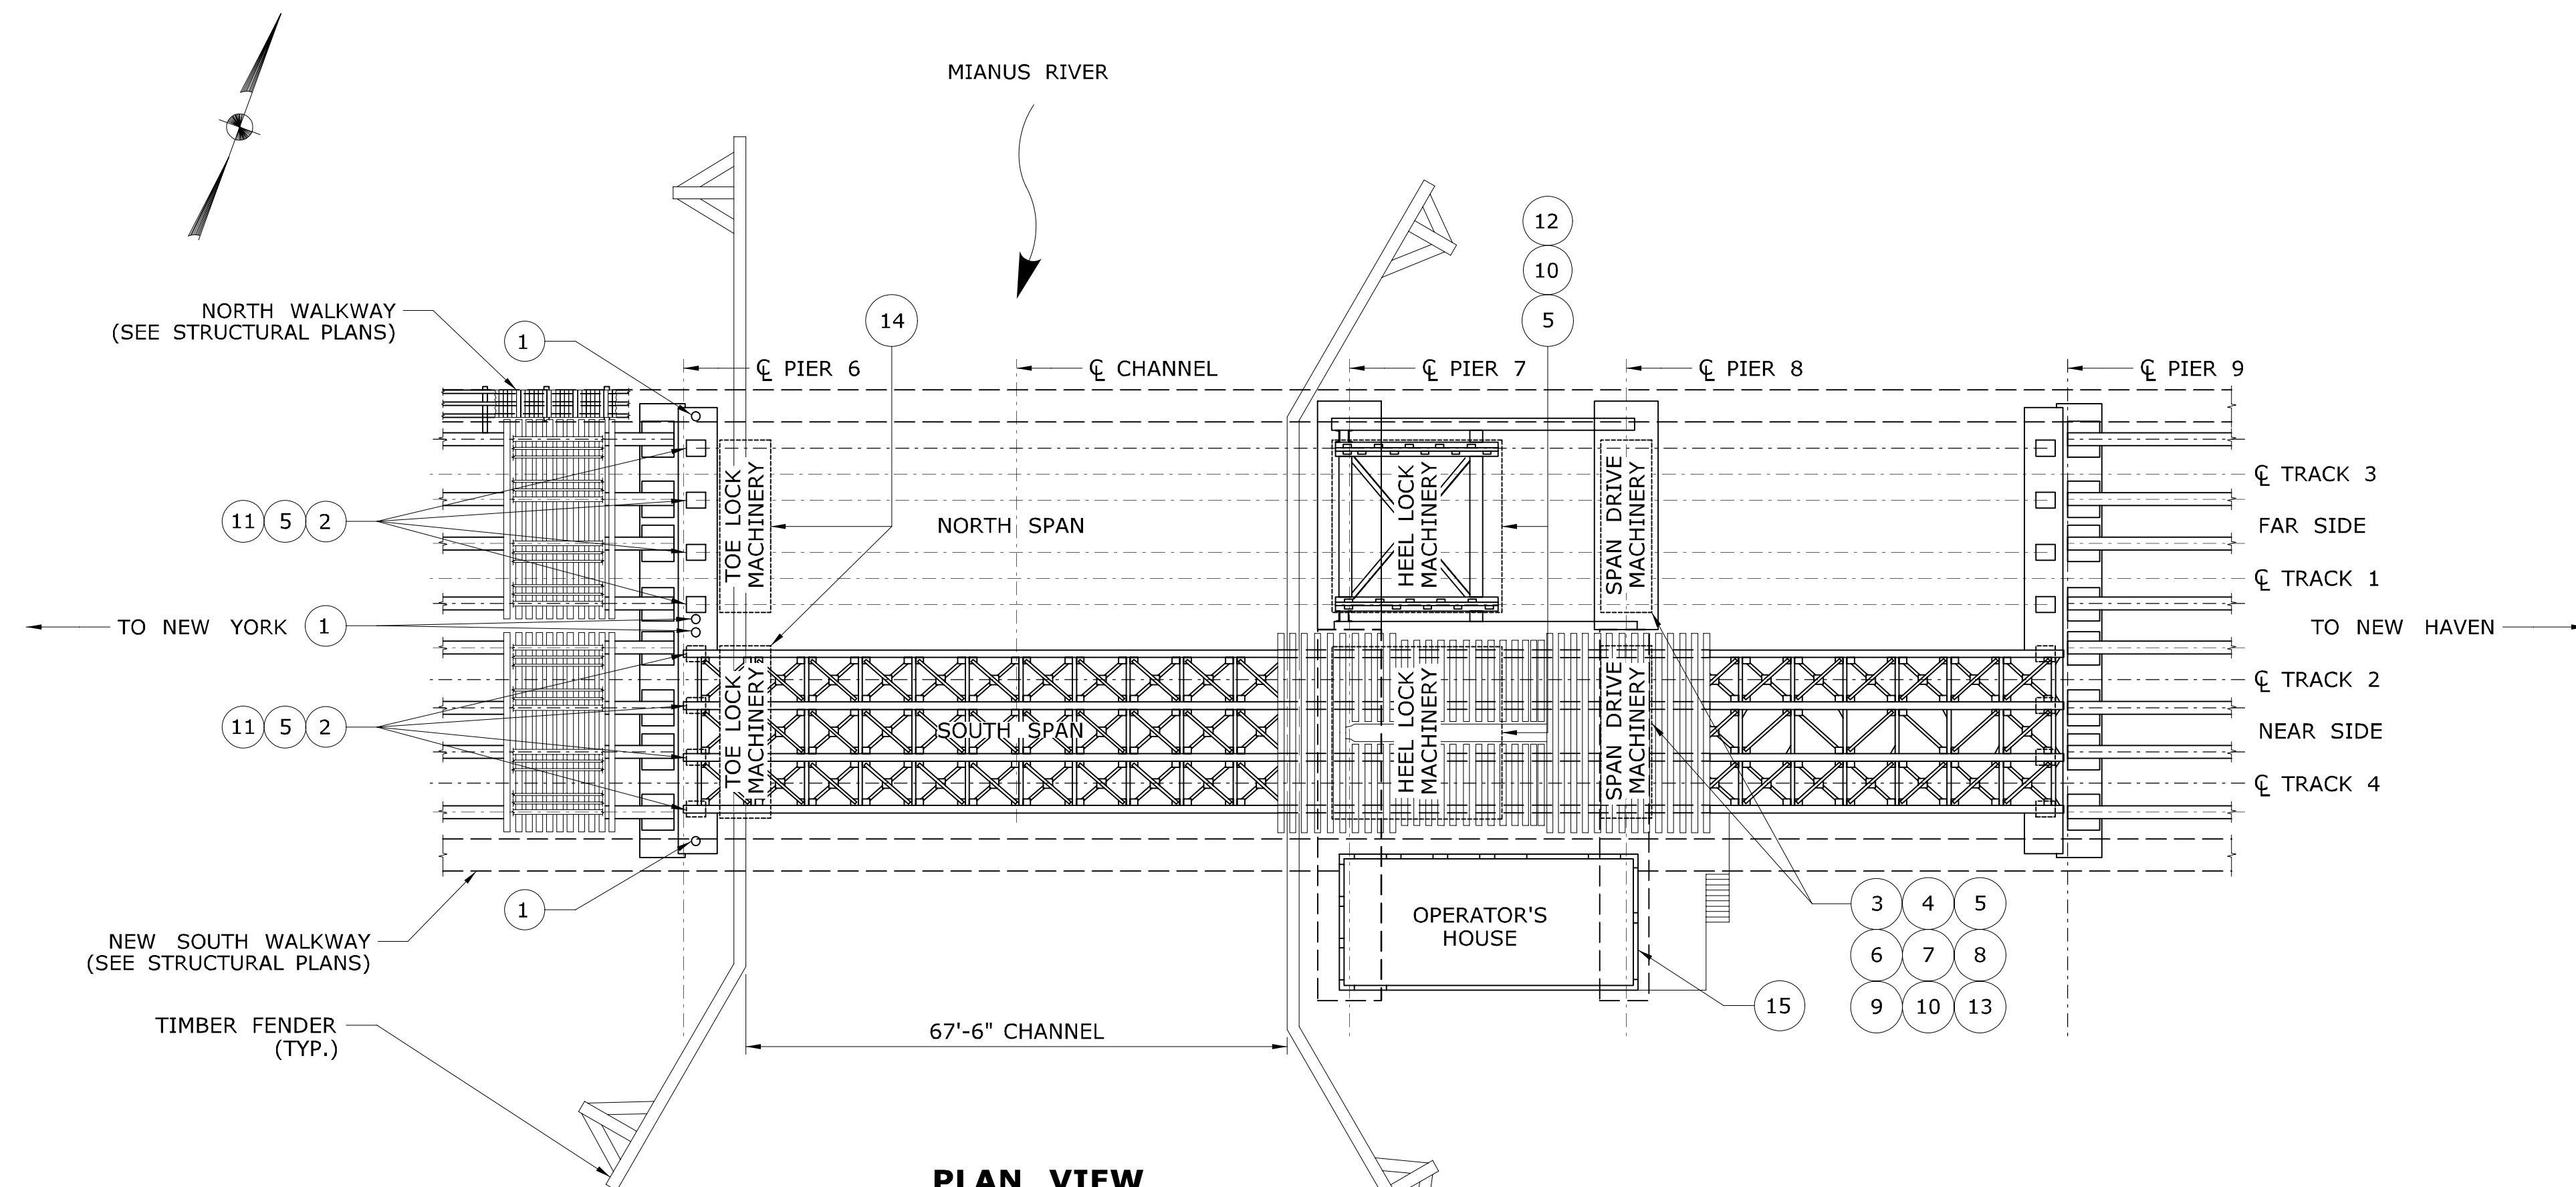 MIANUS RIVER
12
10
5
14
NORTH WALKWAY
(SEE STRUCTURAL PLANS)
1
℄ PIER 6
℄ CHANNEL
℄ PIER 7
℄ PIER 8
℄ PIER 9
TOE LOCK
MACHINERY
NORTH SPAN
HEEL LOCK
MACHINERY
SPAN DRIVE
MACHINERY
℄ TRACK 3
11 5 2
FAR SIDE
℄ TRACK 1
TO NEW YORK
1
TO NEW HAVEN
TOE LOCK
MACHINERY
SOUTH SPAN
HEEL LOCK
MACHINERY
SPAN DRIVE
MACHINERY
℄ TRACK 2
11 5 2
NEAR SIDE
℄ TRACK 4
1
NEW SOUTH WALKWAY
(SEE STRUCTURAL PLANS)
OPERATOR'S
HOUSE
3 4 5
6 7 8
9 10 13
15
TIMBER FENDER
(TYP.)
67'-6" CHANNEL
PLAN VIEW